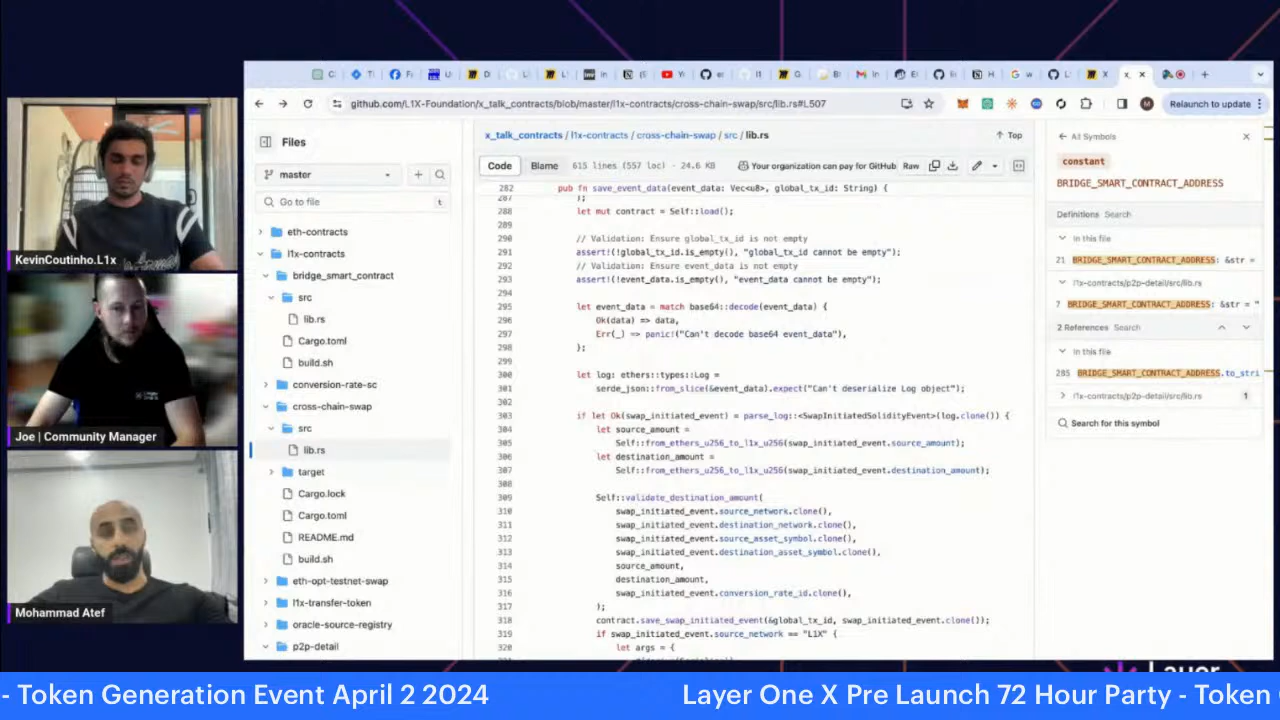 github.com/L1X-Foundation/x_talk_contracts/blob/master/l1x-contracts/cross-chain-swap/src/lib.rs#L507
Relaunch to update
Files
master
Go to file
t
eth-contracts
l1x-contracts
bridge_smart_contract
src
lib.rs
Cargo.toml
build.sh
conversion-rate-sc
cross-chain-swap
src
lib.rs
target
Cargo.lock
Cargo.toml
README.md
build.sh
eth-opt-testnet-swap
l1x-transfer-token
oracle-source-registry
p2p-detail
x_talk_contracts / l1x-contracts / cross-chain-swap / src / lib.rs
Top
Code Blame 615 lines (557 loc) · 24.6 KB Your organization can pay for GitHub Raw
282 pub fn save_event_data(event_data: Vec<u8>, global_tx_id: String) {
287 );
288 let mut contract = Self::load();
289
290 // Validation: Ensure global_tx_id is not empty
291 assert!(!global_tx_id.is_empty(), "global_tx_id cannot be empty");
292 // Validation: Ensure event_data is not empty
293 assert!(!event_data.is_empty(), "event_data cannot be empty");
294
295 let event_data = match base64::decode(event_data) {
296 Ok(data) => data,
297 Err(_) => panic!("Can't decode base64 event_data"),
298 };
299
300 let log: ethers::types::Log =
301 serde_json::from_slice(&event_data).expect("Can't deserialize Log object");
302
303 if let Ok(swap_initiated_event) = parse_log::<SwapInitiatedSolidityEvent>(log.clone()) {
304 let source_amount =
305 Self::from_ethers_u256_to_l1x_u256(swap_initiated_event.source_amount);
306 let destination_amount =
307 Self::from_ethers_u256_to_l1x_u256(swap_initiated_event.destination_amount);
308
309 Self::validate_destination_amount(
310 swap_initiated_event.source_network.clone(),
311 swap_initiated_event.destination_network.clone(),
312 swap_initiated_event.source_asset_symbol.clone(),
313 swap_initiated_event.destination_asset_symbol.clone(),
314 source_amount,
315 destination_amount,
316 swap_initiated_event.conversion_rate_id.clone(),
317 );
318 contract.save_swap_initiated_event(&global_tx_id, swap_initiated_event.clone());
319 if swap_initiated_event.source_network == "L1X" {
320 let args = {
All Symbols
constant
BRIDGE_SMART_CONTRACT_ADDRESS
Definitions Search
In this file
21 BRIDGE_SMART_CONTRACT_ADDRESS: &str =
l1x-contracts/p2p-detail/src/lib.rs
7 BRIDGE_SMART_CONTRACT_ADDRESS: &str = "
2 References Search
In this file
285 BRIDGE_SMART_CONTRACT_ADDRESS.to_stri
l1x-contracts/p2p-detail/src/lib.rs 1
Search for this symbol
KevinCoutinho.L1x
Joe | Community Manager
Mohammad Atef
- Token Generation Event April 2 2024
Layer One X Pre Launch 72 Hour Party - Token